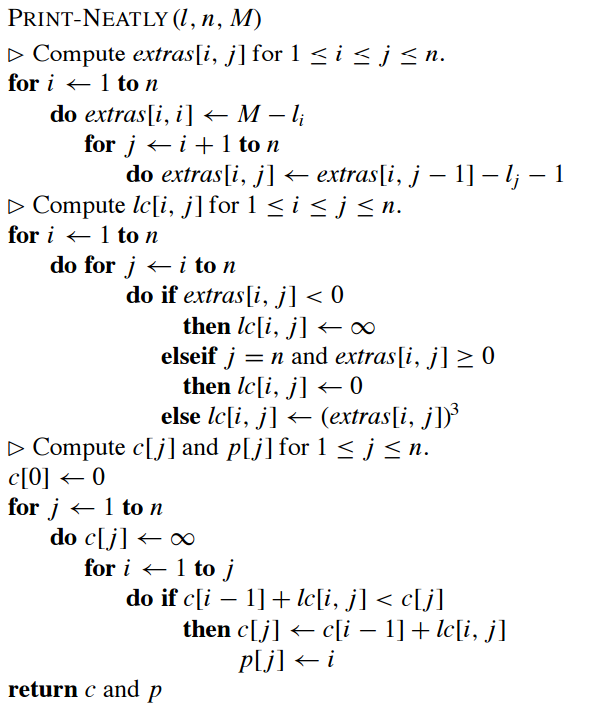 PRINT-NEATLY(l, n, M)
▷ Compute extras[i, j] for 1 ≤ i ≤ j ≤ n.
for i ← 1 to n
do extras[i, i] ← M − lᵢ
for j ← i + 1 to n
do extras[i, j] ← extras[i, j − 1] − lⱼ − 1
▷ Compute lc[i, j] for 1 ≤ i ≤ j ≤ n.
for i ← 1 to n
do for j ← i to n
do if extras[i, j] < 0
then lc[i, j] ← ∞
elseif j = n and extras[i, j] ≥ 0
then lc[i, j] ← 0
else lc[i, j] ← (extras[i, j])³
▷ Compute c[j] and p[j] for 1 ≤ j ≤ n.
c[0] ← 0
for j ← 1 to n
do c[j] ← ∞
for i ← 1 to j
do if c[i − 1] + lc[i, j] < c[j]
then c[j] ← c[i − 1] + lc[i, j]
p[j] ← i
return c and p